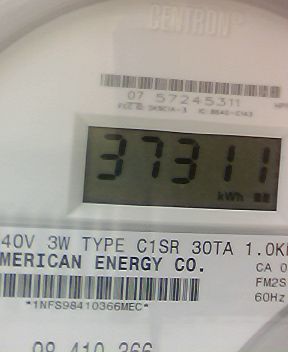 CENTRON®
07 57245311
37311
kWh
40V 3W TYPE C1SR 30TA 1.0K
MERICAN ENERGY CO.
CA 0
FM2S
60Hz
*1NFS98410366MEC*
98 410 366